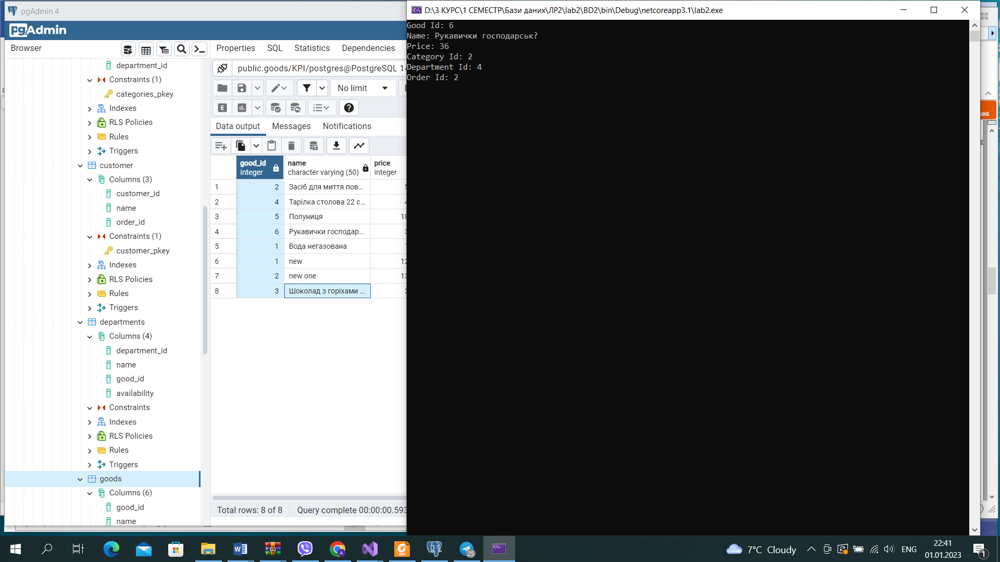 pgAdmin 4
pgAdmin
Browser
department_id
Constraints (1)
categories_pkey
Indexes
RLS Policies
Rules
Triggers
customer
Columns (3)
customer_id
name
order_id
Constraints (1)
customer_pkey
Indexes
RLS Policies
Rules
Triggers
departments
Columns (4)
department_id
name
good_id
availability
Constraints
Indexes
RLS Policies
Rules
Triggers
goods
Columns (6)
good_id
name
Properties SQL Statistics Dependencies
public.goods/KPI/postgres@PostgreSQL 14
No limit
Data output Messages Notifications
good_id integer name character varying (50) price integer
1 2 Засіб для миття пов...
2 4 Тарілка столова 22 с...
3 5 Полуниця 18
4 6 Рукавички господар... 3
5 1 Вода негазована 1
6 1 new 12
7 2 new one 13
8 3 Шоколад з горіхами ... 3
Total rows: 8 of 8 Query complete 00:00:00.593
D:\3 КУРС\1 СЕМЕСТР\Бази даних\ЛР2\lab2\BD2\bin\Debug\netcoreapp3.1\lab2.exe
Good Id: 6
Name: Рукавички господарськ?
Price: 36
Category Id: 2
Department Id: 4
Order Id: 2
25
7°C Cloudy
ENG
22:41
01.01.2023
1